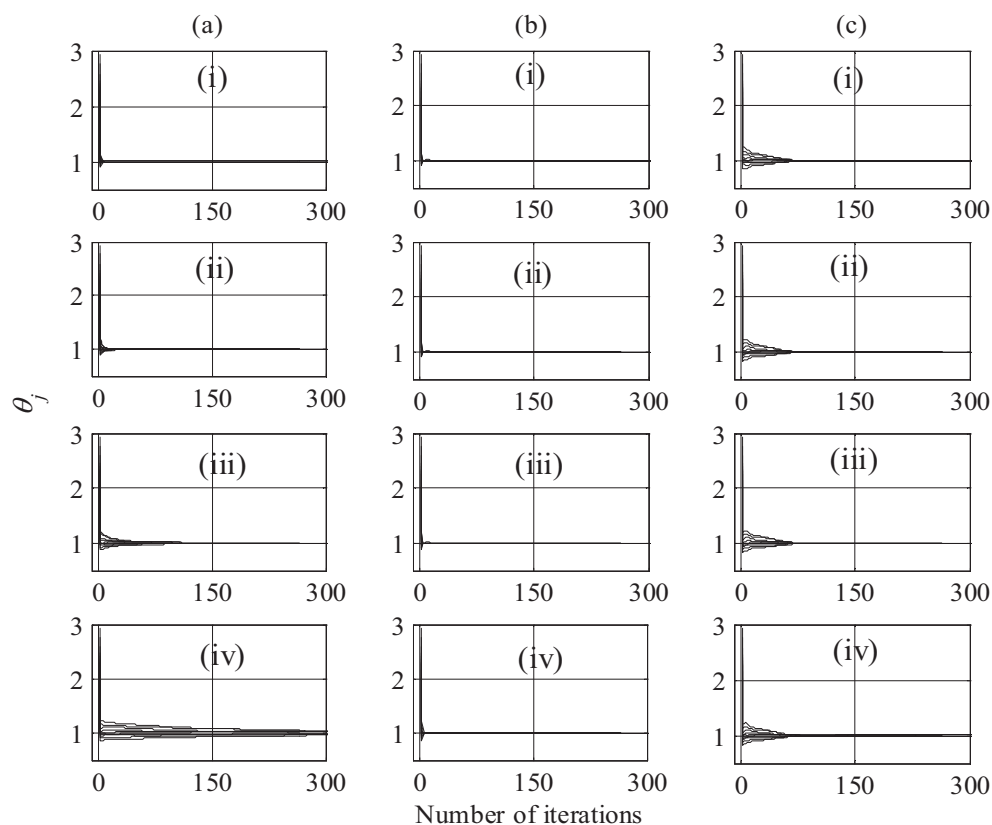 (a) (b) (c)
3 3 3
(i) (i) (i)
2 2 2
1 1 1
0 150 300 0 150 300 0 150 300
3 3 3
(ii) (ii) (ii)
2 2 2
1 1 1
0 150 300 0 150 300 0 150 300
θj
3 3 3
(iii) (iii) (iii)
2 2 2
1 1 1
0 150 300 0 150 300 0 150 300
3 3 3
(iv) (iv) (iv)
2 2 2
1 1 1
0 150 300 0 150 300 0 150 300
Number of iterations